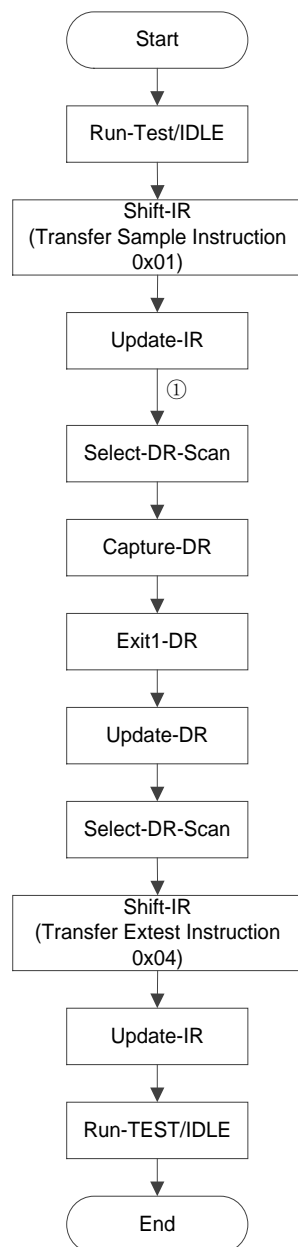 Start
Run-Test/IDLE
Shift-IR
(Transfer Sample Instruction
0x01)
Update-IR
①
Select-DR-Scan
Capture-DR
Exit1-DR
Update-DR
Select-DR-Scan
Shift-IR
(Transfer Extest Instruction
0x04)
Update-IR
Run-TEST/IDLE
End